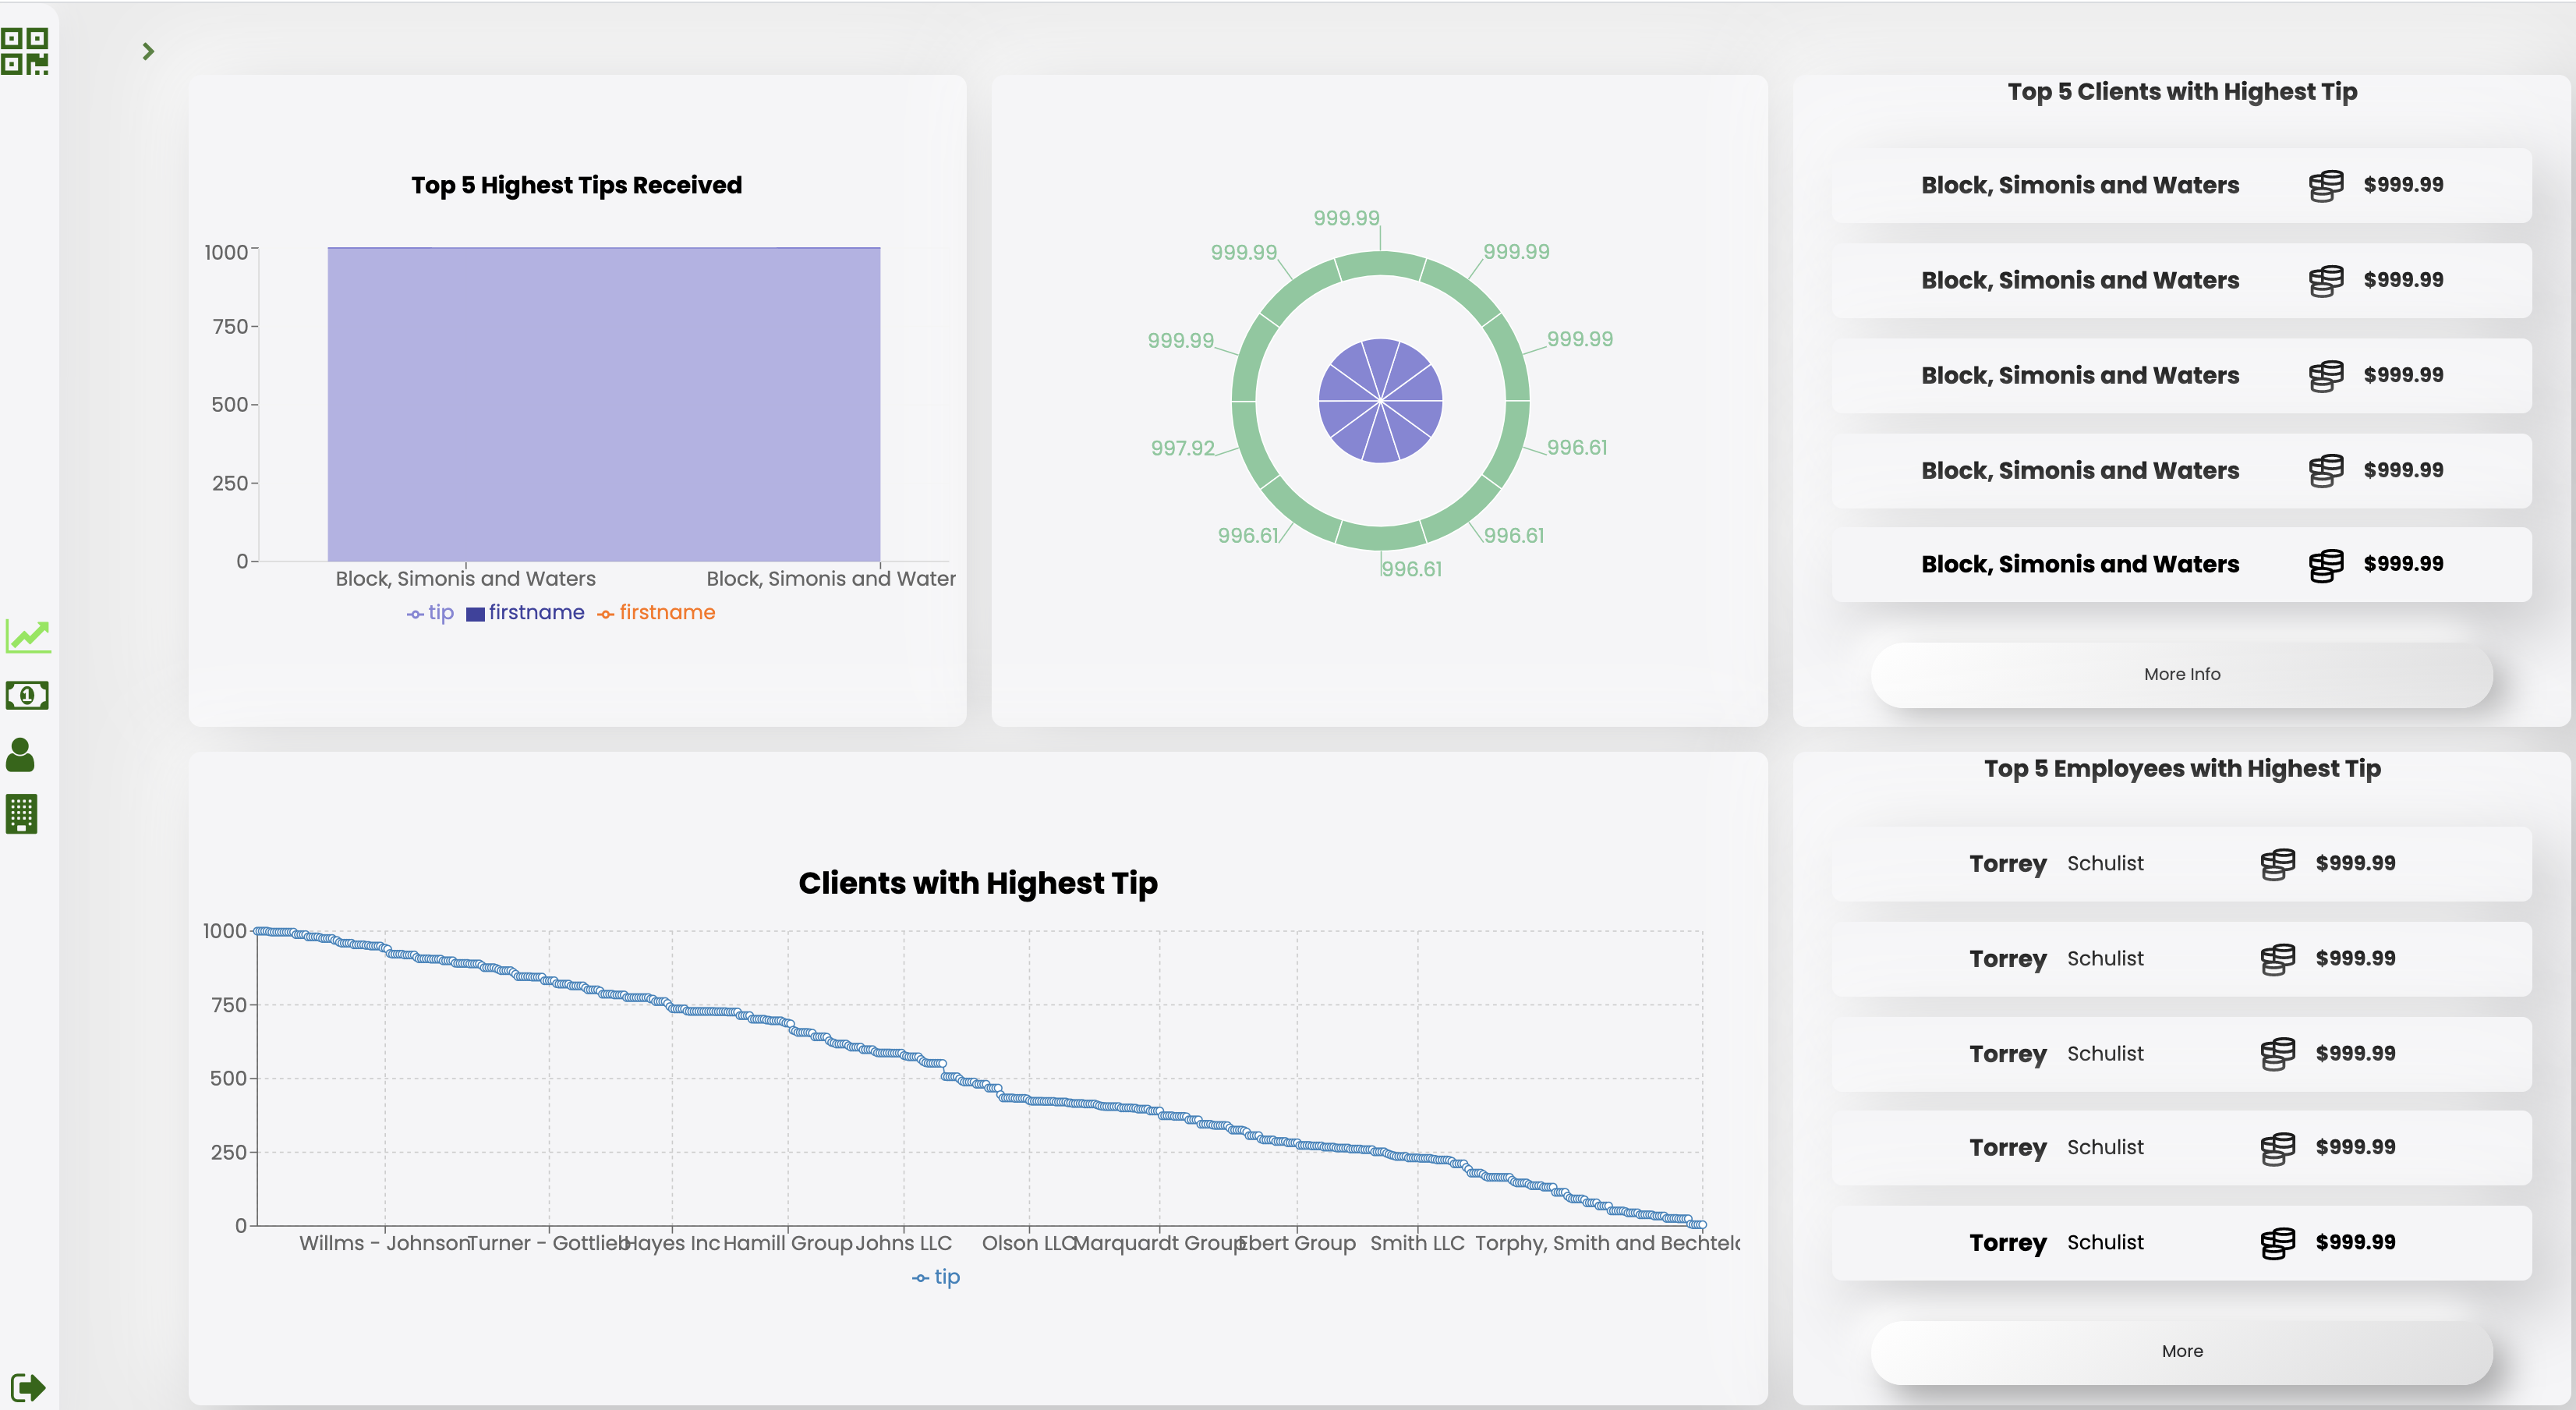 Top 5 Highest Tips Received
1000
750
500
250
0
Block, Simonis and Waters
Block, Simonis and Water
tip firstname firstname
999.99
999.99
999.99
999.99
999.99
996.61
997.92
996.61
996.61
996.61
Top 5 Clients with Highest Tip
Block, Simonis and Waters $999.99
Block, Simonis and Waters $999.99
Block, Simonis and Waters $999.99
Block, Simonis and Waters $999.99
Block, Simonis and Waters $999.99
More Info
Clients with Highest Tip
1000
750
500
250
0
Willms - Johnson Turner - Gottlieb Hayes Inc Hamill Group Johns LLC Olson LLC Marquardt Group Ebert Group Smith LLC Torphy, Smith and Bechtel
tip
Top 5 Employees with Highest Tip
Torrey Schulist $999.99
Torrey Schulist $999.99
Torrey Schulist $999.99
Torrey Schulist $999.99
Torrey Schulist $999.99
More